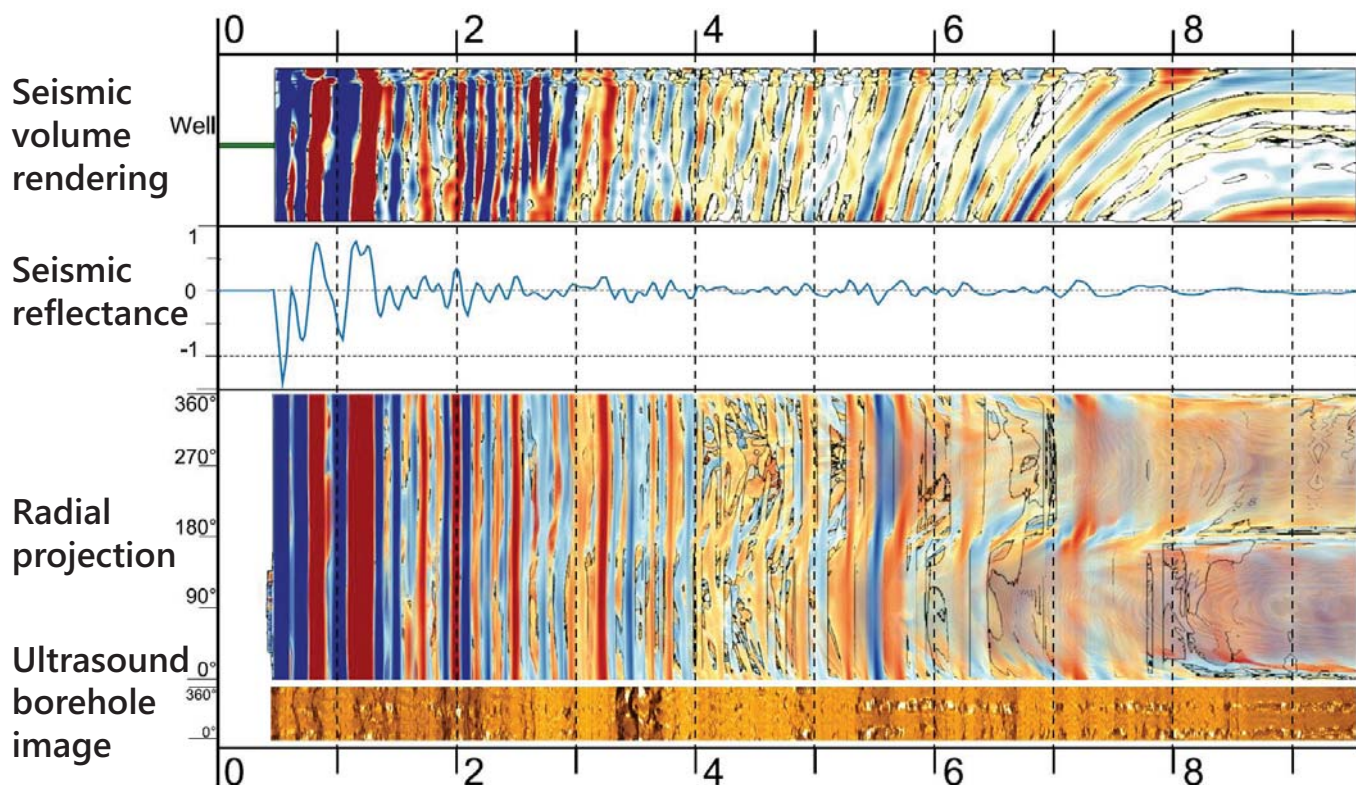 0 2 4 6 8
Seismic
volume
rendering
Well
Seismic
reflectance
1
0
-1
Radial
projection
360°
270°
180°
90°
0°
Ultrasound
borehole
image
360°
0°
0 2 4 6 8